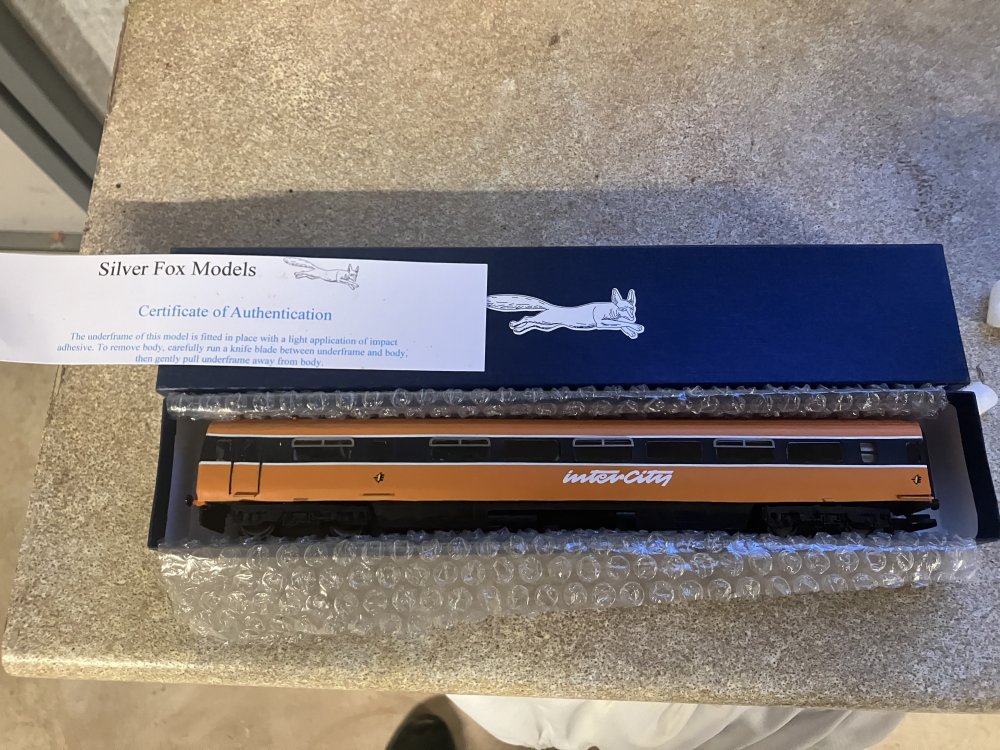 Silver Fox Models
Certificate of Authentication
The underframe of this model is fitted in place with a light application of impact
adhesive. To remove body, carefully run a knife blade between underframe and body,
then gently pull underframe away from body.
interCity